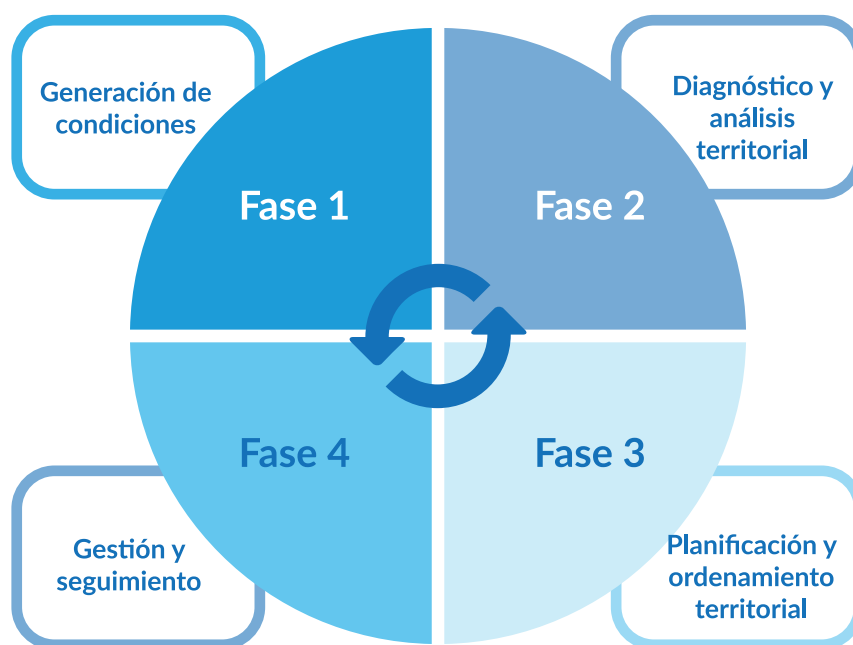 Generación de
condiciones
Diagnóstico y
análisis
territorial
Fase 1
Fase 2
Fase 4
Fase 3
Gestión y
seguimiento
Planificación y
ordenamiento
territorial